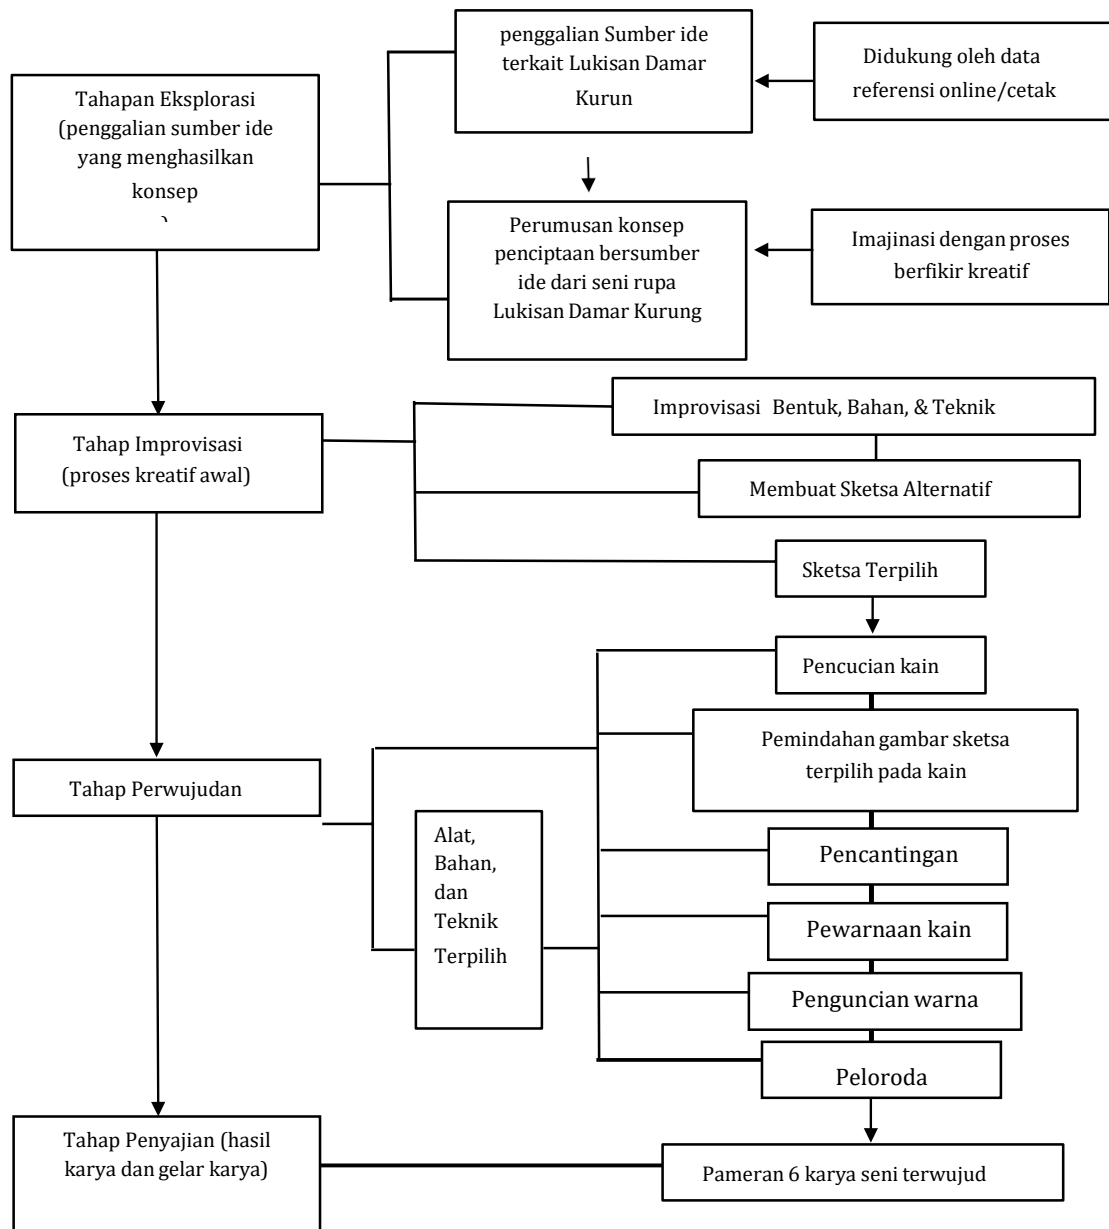 penggalian Sumber ide
terkait Lukisan Damar
Kurun
Didukung oleh data
referensi online/cetak
Tahapan Eksplorasi
(penggalian sumber ide
yang menghasilkan
konsep
)
Perumusan konsep
penciptaan bersumber
ide dari seni rupa
Lukisan Damar Kurung
Imajinasi dengan proses
berfikir kreatif
Tahap Improvisasi
(proses kreatif awal)
Improvisasi Bentuk, Bahan, & Teknik
Membuat Sketsa Alternatif
Sketsa Terpilih
Pencucian kain
Pemindahan gambar sketsa
terpilih pada kain
Tahap Perwujudan
Alat,
Bahan,
dan
Teknik
Terpilih
Pencantingan
Pewarnaan kain
Penguncian warna
Peloroda
Tahap Penyajian (hasil
karya dan gelar karya)
Pameran 6 karya seni terwujud